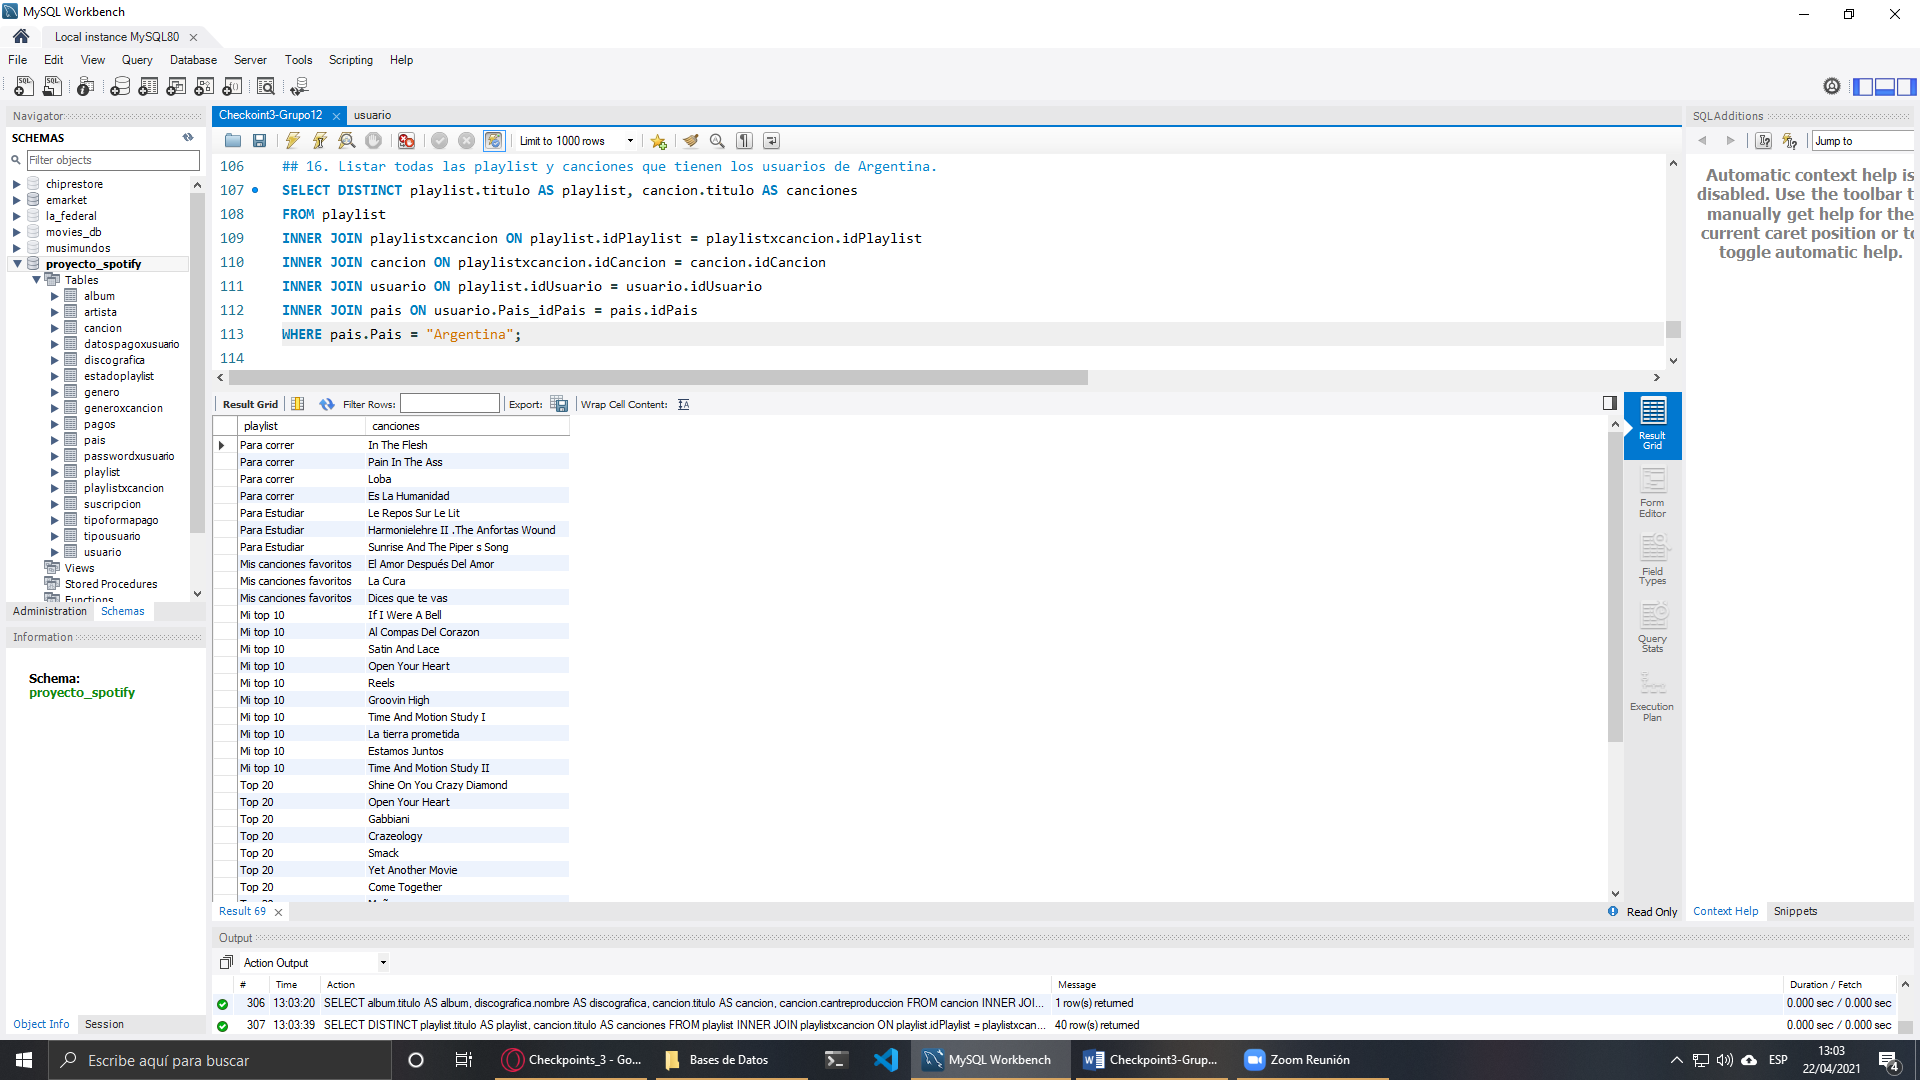 MySQL Workbench
Local instance MySQL80
File Edit View Query Database Server Tools Scripting Help
Navigator
SCHEMAS
Filter objects
chiprestore
emarket
la_federal
movies_db
musimundos
proyecto_spotify
Tables
album
artista
cancion
datospagoxusuario
discografica
estadoplaylist
genero
generoxcancion
pagos
pais
passwordxusuario
playlist
playlistxcancion
suscripcion
tipoformapago
tipousuario
usuario
Views
Stored Procedures
Functions
Administration Schemas
Information
Schema:
proyecto_spotify
Object Info Session
Checkpoint3-Grupo12 usuario
Limit to 1000 rows
106 ## 16. Listar todas las playlist y canciones que tienen los usuarios de Argentina.
107 SELECT DISTINCT playlist.titulo AS playlist, cancion.titulo AS canciones
108 FROM playlist
109 INNER JOIN playlistxcancion ON playlist.idPlaylist = playlistxcancion.idPlaylist
110 INNER JOIN cancion ON playlistxcancion.idCancion = cancion.idCancion
111 INNER JOIN usuario ON playlist.idUsuario = usuario.idUsuario
112 INNER JOIN pais ON usuario.Pais_idPais = pais.idPais
113 WHERE pais.Pais = "Argentina";
114
Result Grid Filter Rows: Export: Wrap Cell Content:
playlist canciones
Para correr In The Flesh
Para correr Pain In The Ass
Para correr Loba
Para correr Es La Humanidad
Para Estudiar Le Repos Sur Le Lit
Para Estudiar Harmonielehre II .The Anfortas Wound
Para Estudiar Sunrise And The Piper s Song
Mis canciones favoritos El Amor Después Del Amor
Mis canciones favoritos La Cura
Mis canciones favoritos Dices que te vas
Mi top 10 If I Were A Bell
Mi top 10 Al Compas Del Corazon
Mi top 10 Satin And Lace
Mi top 10 Open Your Heart
Mi top 10 Reels
Mi top 10 Groovin High
Mi top 10 Time And Motion Study I
Mi top 10 La tierra prometida
Mi top 10 Estamos Juntos
Mi top 10 Time And Motion Study II
Top 20 Shine On You Crazy Diamond
Top 20 Open Your Heart
Top 20 Gabbiani
Top 20 Crazeology
Top 20 Smack
Top 20 Yet Another Movie
Top 20 Come Together
Result Grid
Form Editor
Field Types
Query Stats
Execution Plan
Result 69
Read Only
SQLAdditions
Jump to
Automatic context help is
disabled. Use the toolbar t
manually get help for the
current caret position or to
toggle automatic help.
Context Help Snippets
Output
Action Output
# Time Action Message Duration / Fetch
306 13:03:20 SELECT album.titulo AS album, discografica.nombre AS discografica, cancion.titulo AS cancion, cancion.cantreproduccion FROM cancion INNER JOI... 1 row(s) returned 0.000 sec / 0.000 sec
307 13:03:39 SELECT DISTINCT playlist.titulo AS playlist, cancion.titulo AS canciones FROM playlist INNER JOIN playlistxcancion ON playlist.idPlaylist = playlistxcan... 40 row(s) returned 0.000 sec / 0.000 sec
Escribe aquí para buscar
Checkpoints_3 - Go...
Bases de Datos
MySQL Workbench
Checkpoint3-Grup...
Zoom Reunión
ESP
13:03
22/04/2021
4